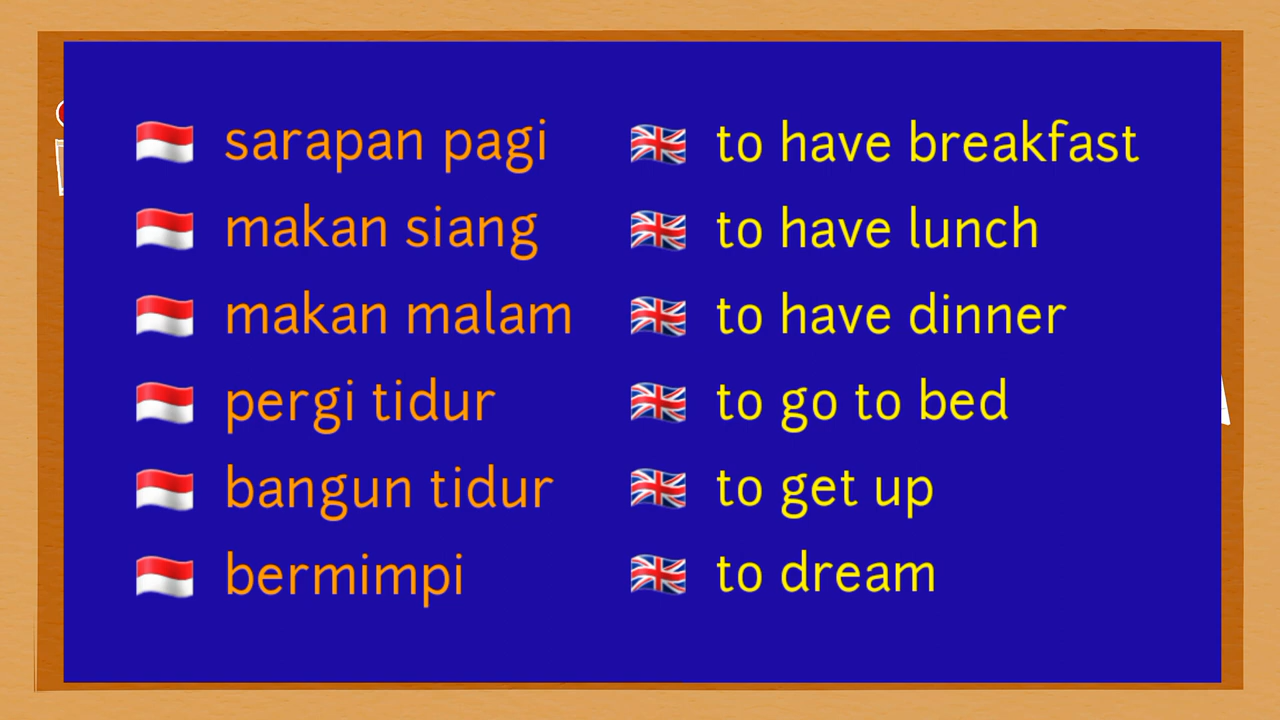 sarapan pagi to have breakfast
makan siang to have lunch
makan malam to have dinner
pergi tidur to go to bed
bangun tidur to get up
bermimpi to dream